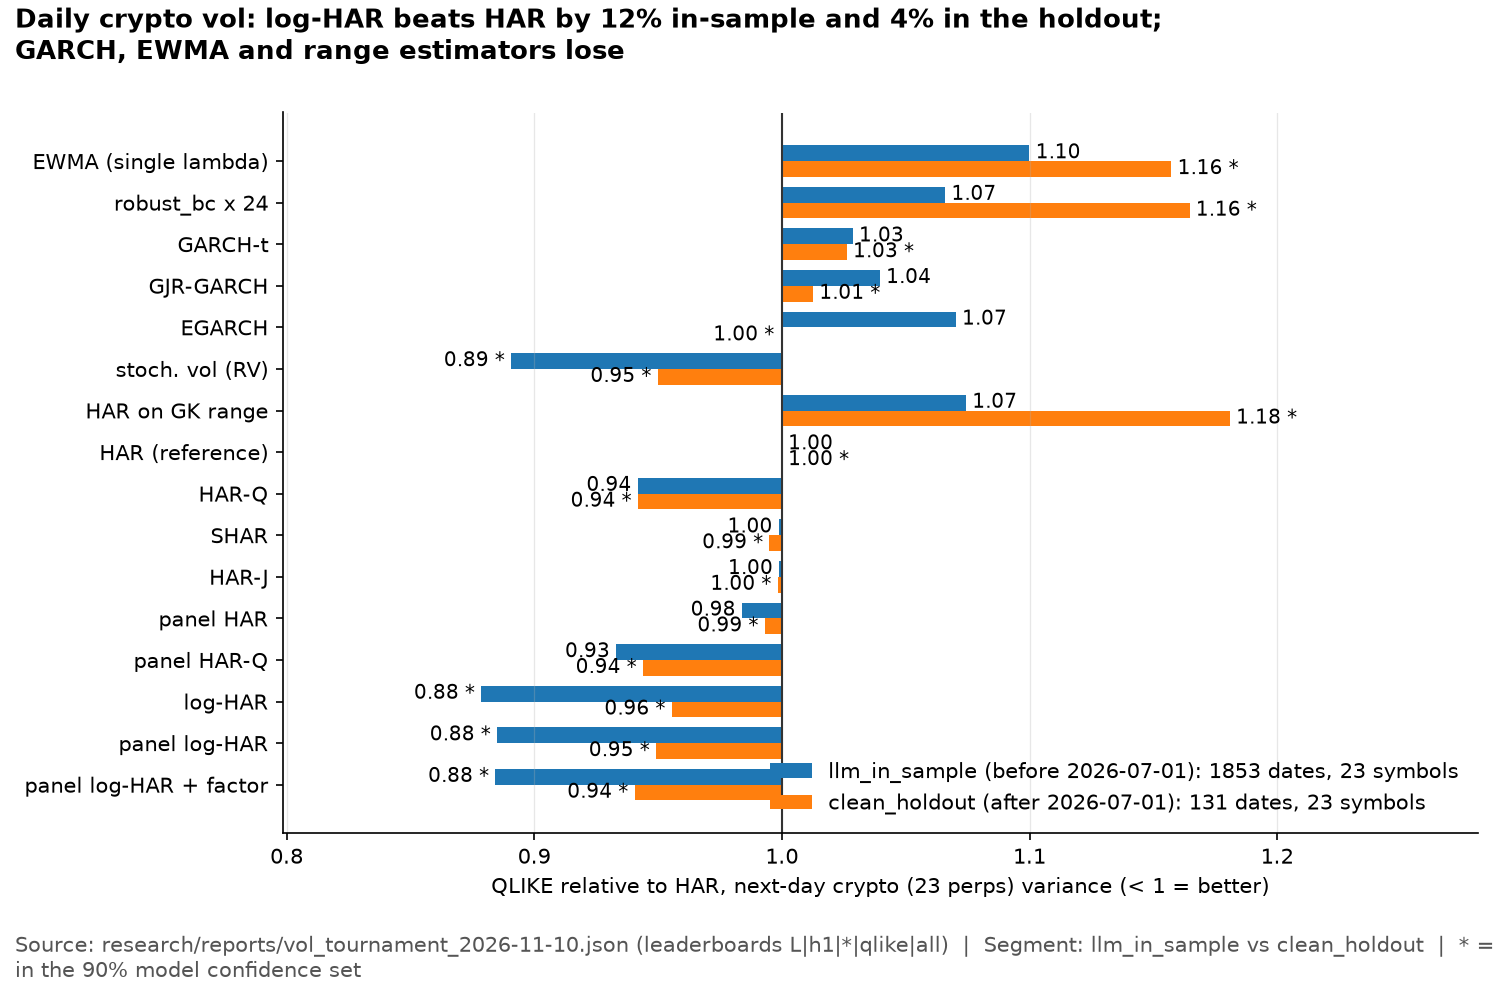 Daily crypto vol: log-HAR beats HAR by 12% in-sample and 4% in the holdout;
GARCH, EWMA and range estimators lose
EWMA (single lambda)
1.10
1.16 *
robust_bc x 24
1.07
1.16 *
GARCH-t
1.03
1.03 *
GJR-GARCH
1.04
1.01 *
EGARCH
1.07
1.00 *
stoch. vol (RV)
0.89 *
0.95 *
HAR on GK range
1.07
1.18 *
HAR (reference)
1.00
1.00 *
HAR-Q
0.94
0.94 *
SHAR
1.00
0.99 *
HAR-J
1.00
1.00 *
panel HAR
0.98
0.99 *
panel HAR-Q
0.93
0.94 *
log-HAR
0.88 *
0.96 *
panel log-HAR
0.88 *
0.95 *
panel log-HAR + factor
0.88 *
0.94 *
llm_in_sample (before 2026-07-01): 1853 dates, 23 symbols
clean_holdout (after 2026-07-01): 131 dates, 23 symbols
0.8 0.9 1.0 1.1 1.2
QLIKE relative to HAR, next-day crypto (23 perps) variance (< 1 = better)
Source: research/reports/vol_tournament_2026-11-10.json (leaderboards L|h1|*|qlike|all) | Segment: llm_in_sample vs clean_holdout | * =
in the 90% model confidence set